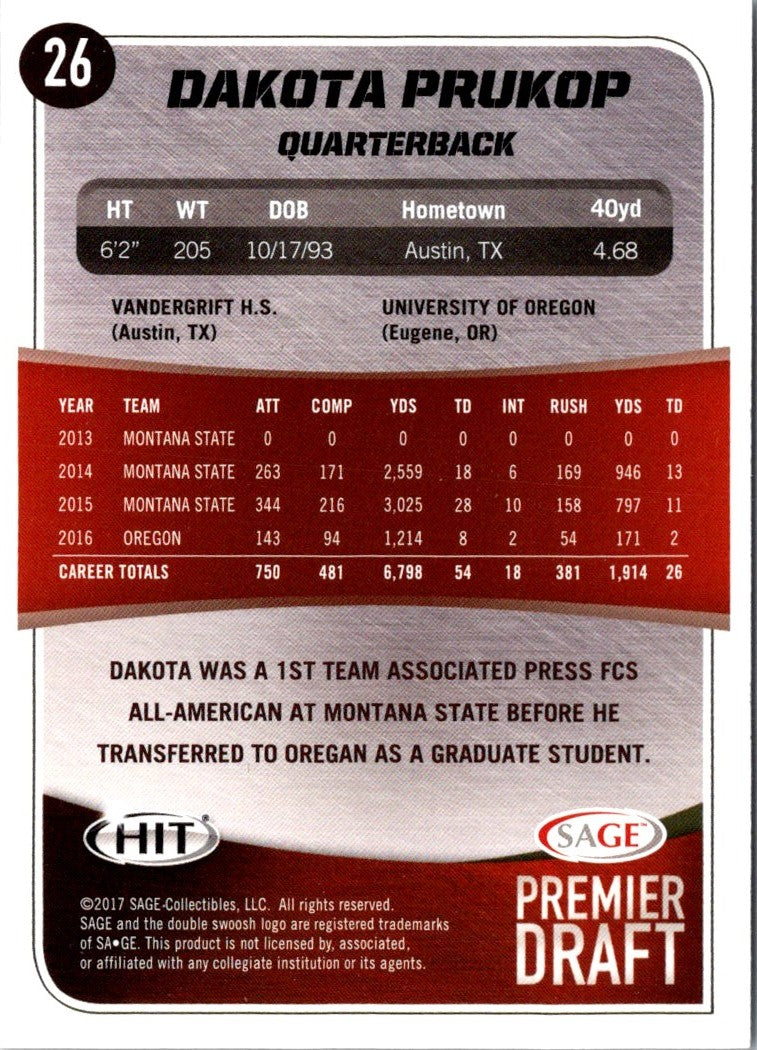 26
DAKOTA PRUKOP
QUARTERBACK
HT WT DOB Hometown 40yd
6'2" 205 10/17/93 Austin, TX 4.68
VANDERGRIFT H.S. UNIVERSITY OF OREGON
(Austin, TX) (Eugene, OR)
YEAR TEAM ATT COMP YDS TD INT RUSH YDS TD
2013 MONTANA STATE 0 0 0 0 0 0 0 0
2014 MONTANA STATE 263 171 2,559 18 6 169 946 13
2015 MONTANA STATE 344 216 3,025 28 10 158 797 11
2016 OREGON 143 94 1,214 8 2 54 171 2
CAREER TOTALS 750 481 6,798 54 18 381 1,914 26
DAKOTA WAS A 1ST TEAM ASSOCIATED PRESS FCS
ALL-AMERICAN AT MONTANA STATE BEFORE HE
TRANSFERRED TO OREGAN AS A GRADUATE STUDENT.
HIT® SAGE™
©2017 SAGE-Collectibles, LLC. All rights reserved.
SAGE and the double swoosh logo are registered trademarks
of SA•GE. This product is not licensed by, associated,
or affiliated with any collegiate institution or its agents.
PREMIER
DRAFT